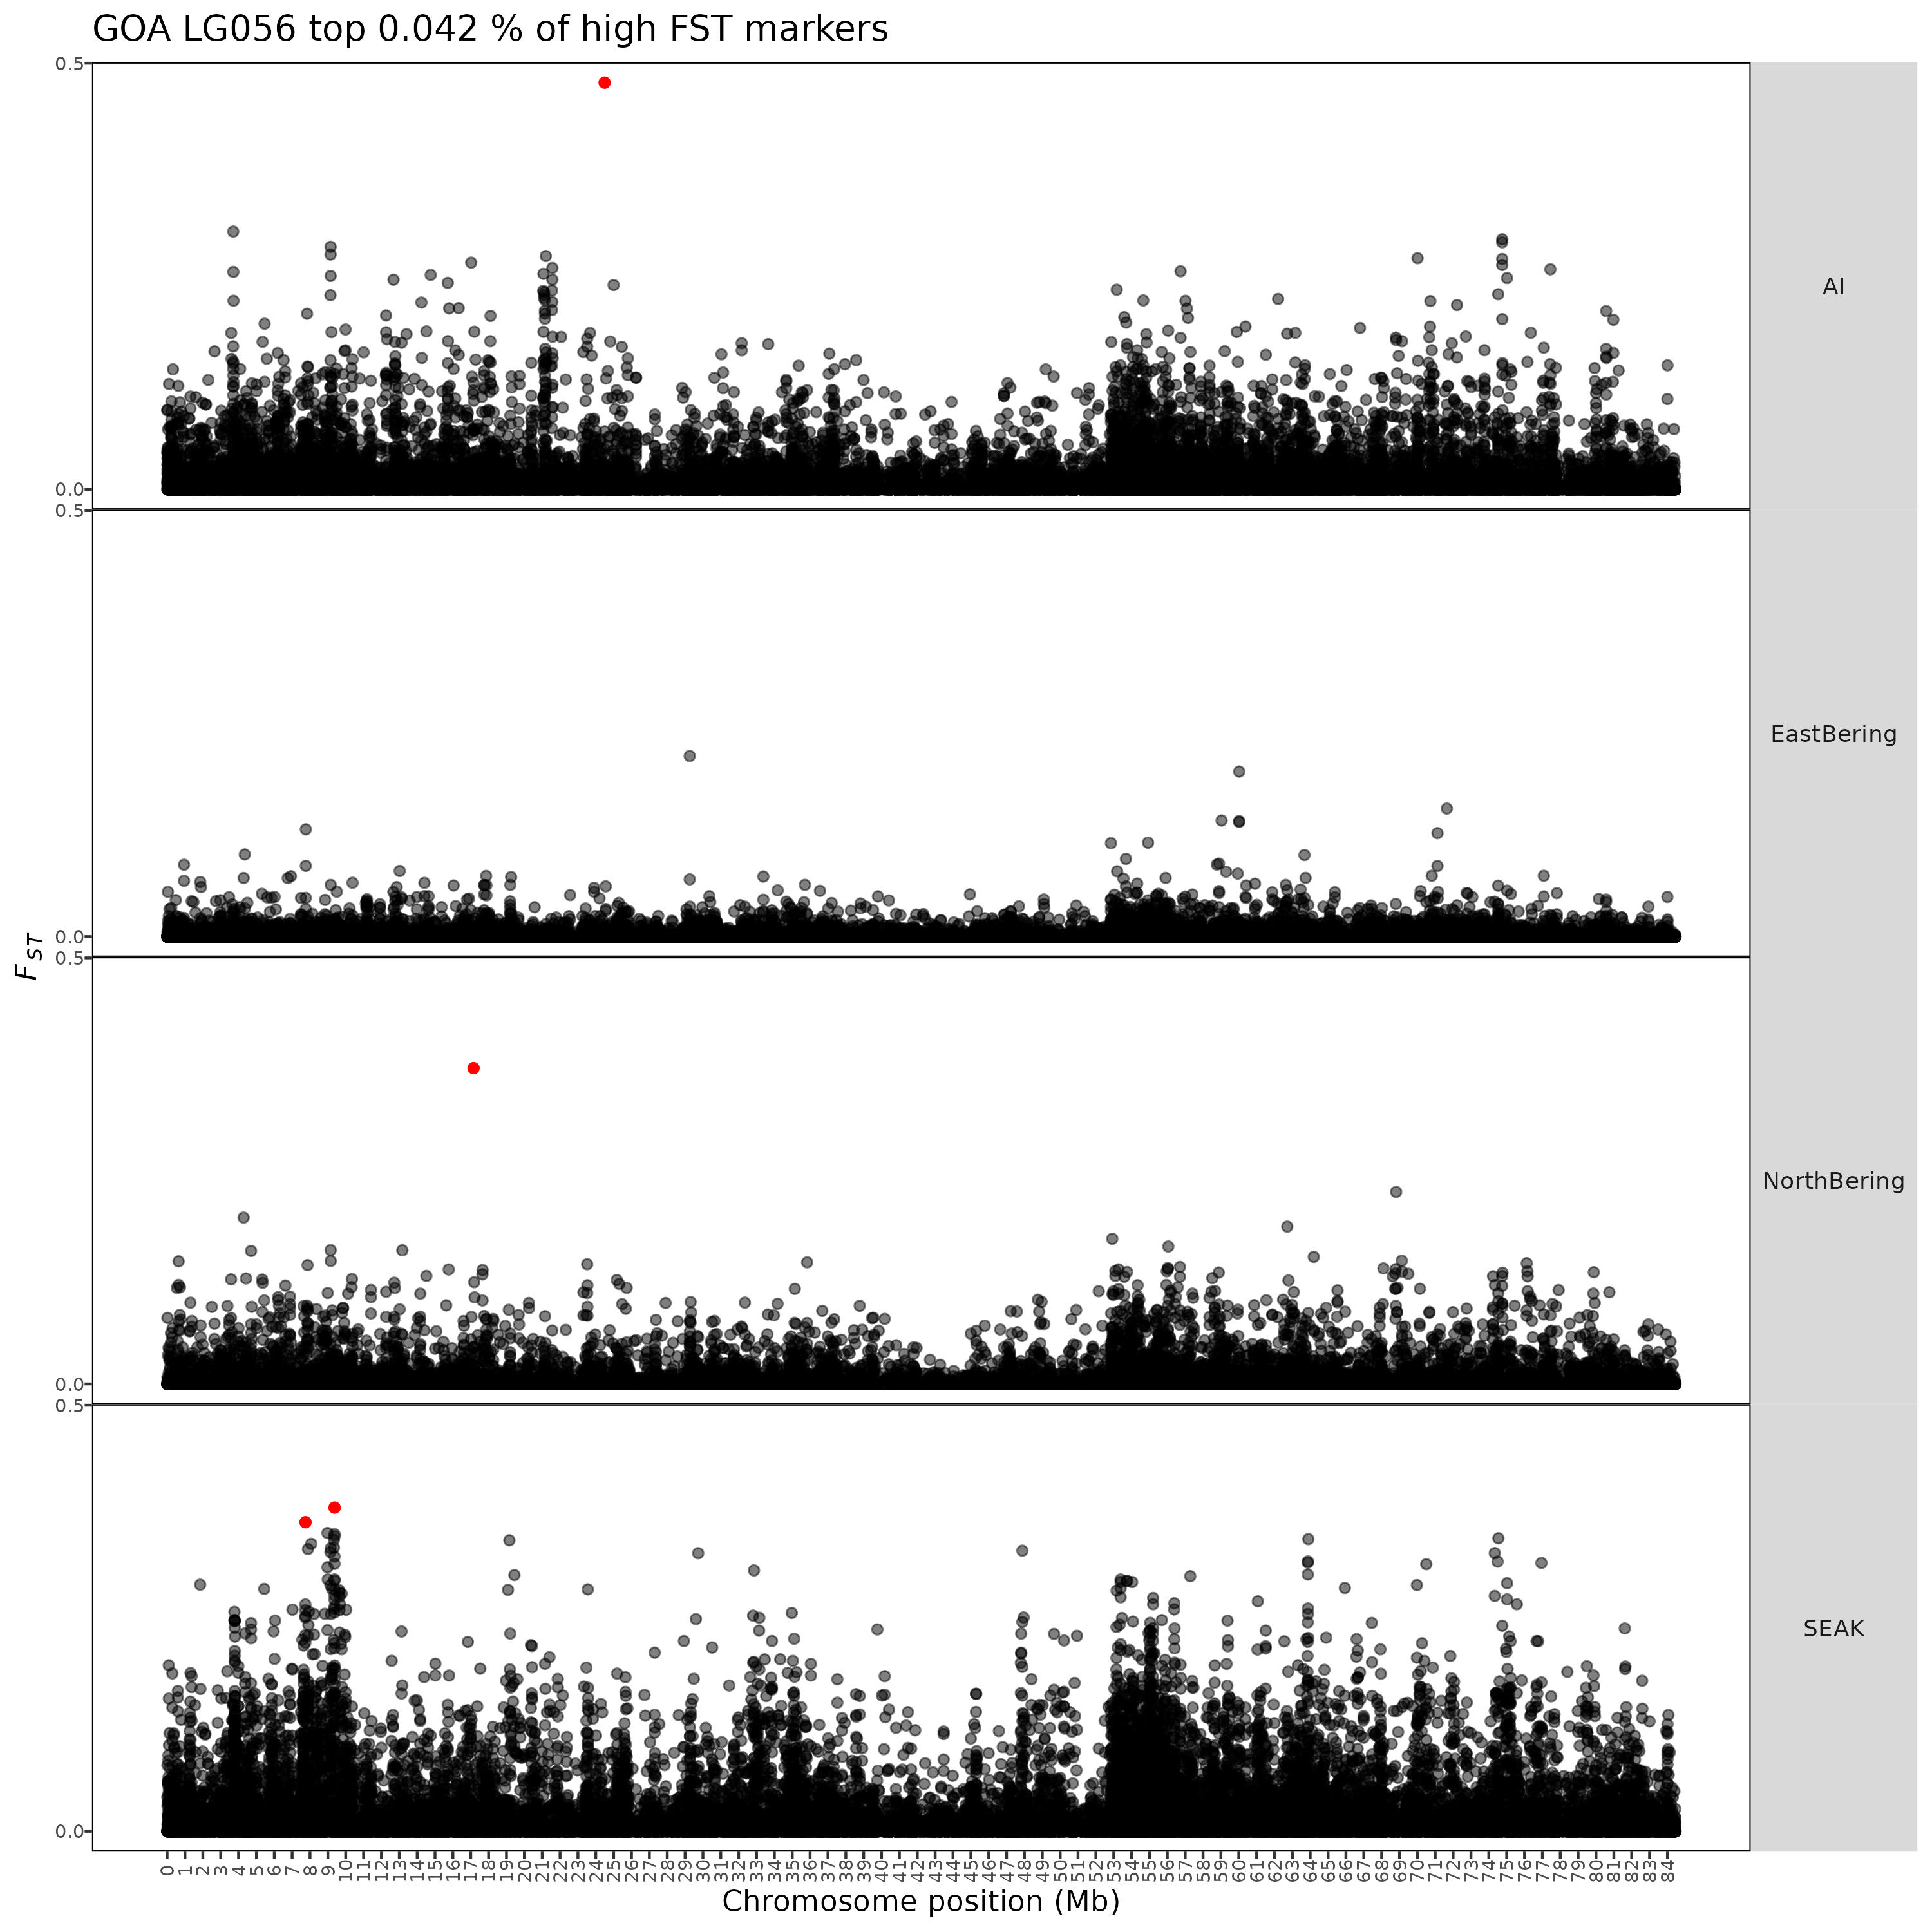 GOA LG056 top 0.042 % of high FST markers
0.5
0.0
AI
0.5
0.0
EastBering
0.5
0.0
NorthBering
0.5
0.0
SEAK
FST
0 1 2 3 4 5 6 7 8 9 10 11 12 13 14 15 16 17 18 19 20 21 22 23 24 25 26 27 28 29 30 31 32 33 34 35 36 37 38 39 40 41 42 43 44 45 46 47 48 49 50 51 52 53 54 55 56 57 58 59 60 61 62 63 64 65 66 67 68 69 70 71 72 73 74 75 76 77 78 79 80 81 82 83 84
Chromosome position (Mb)